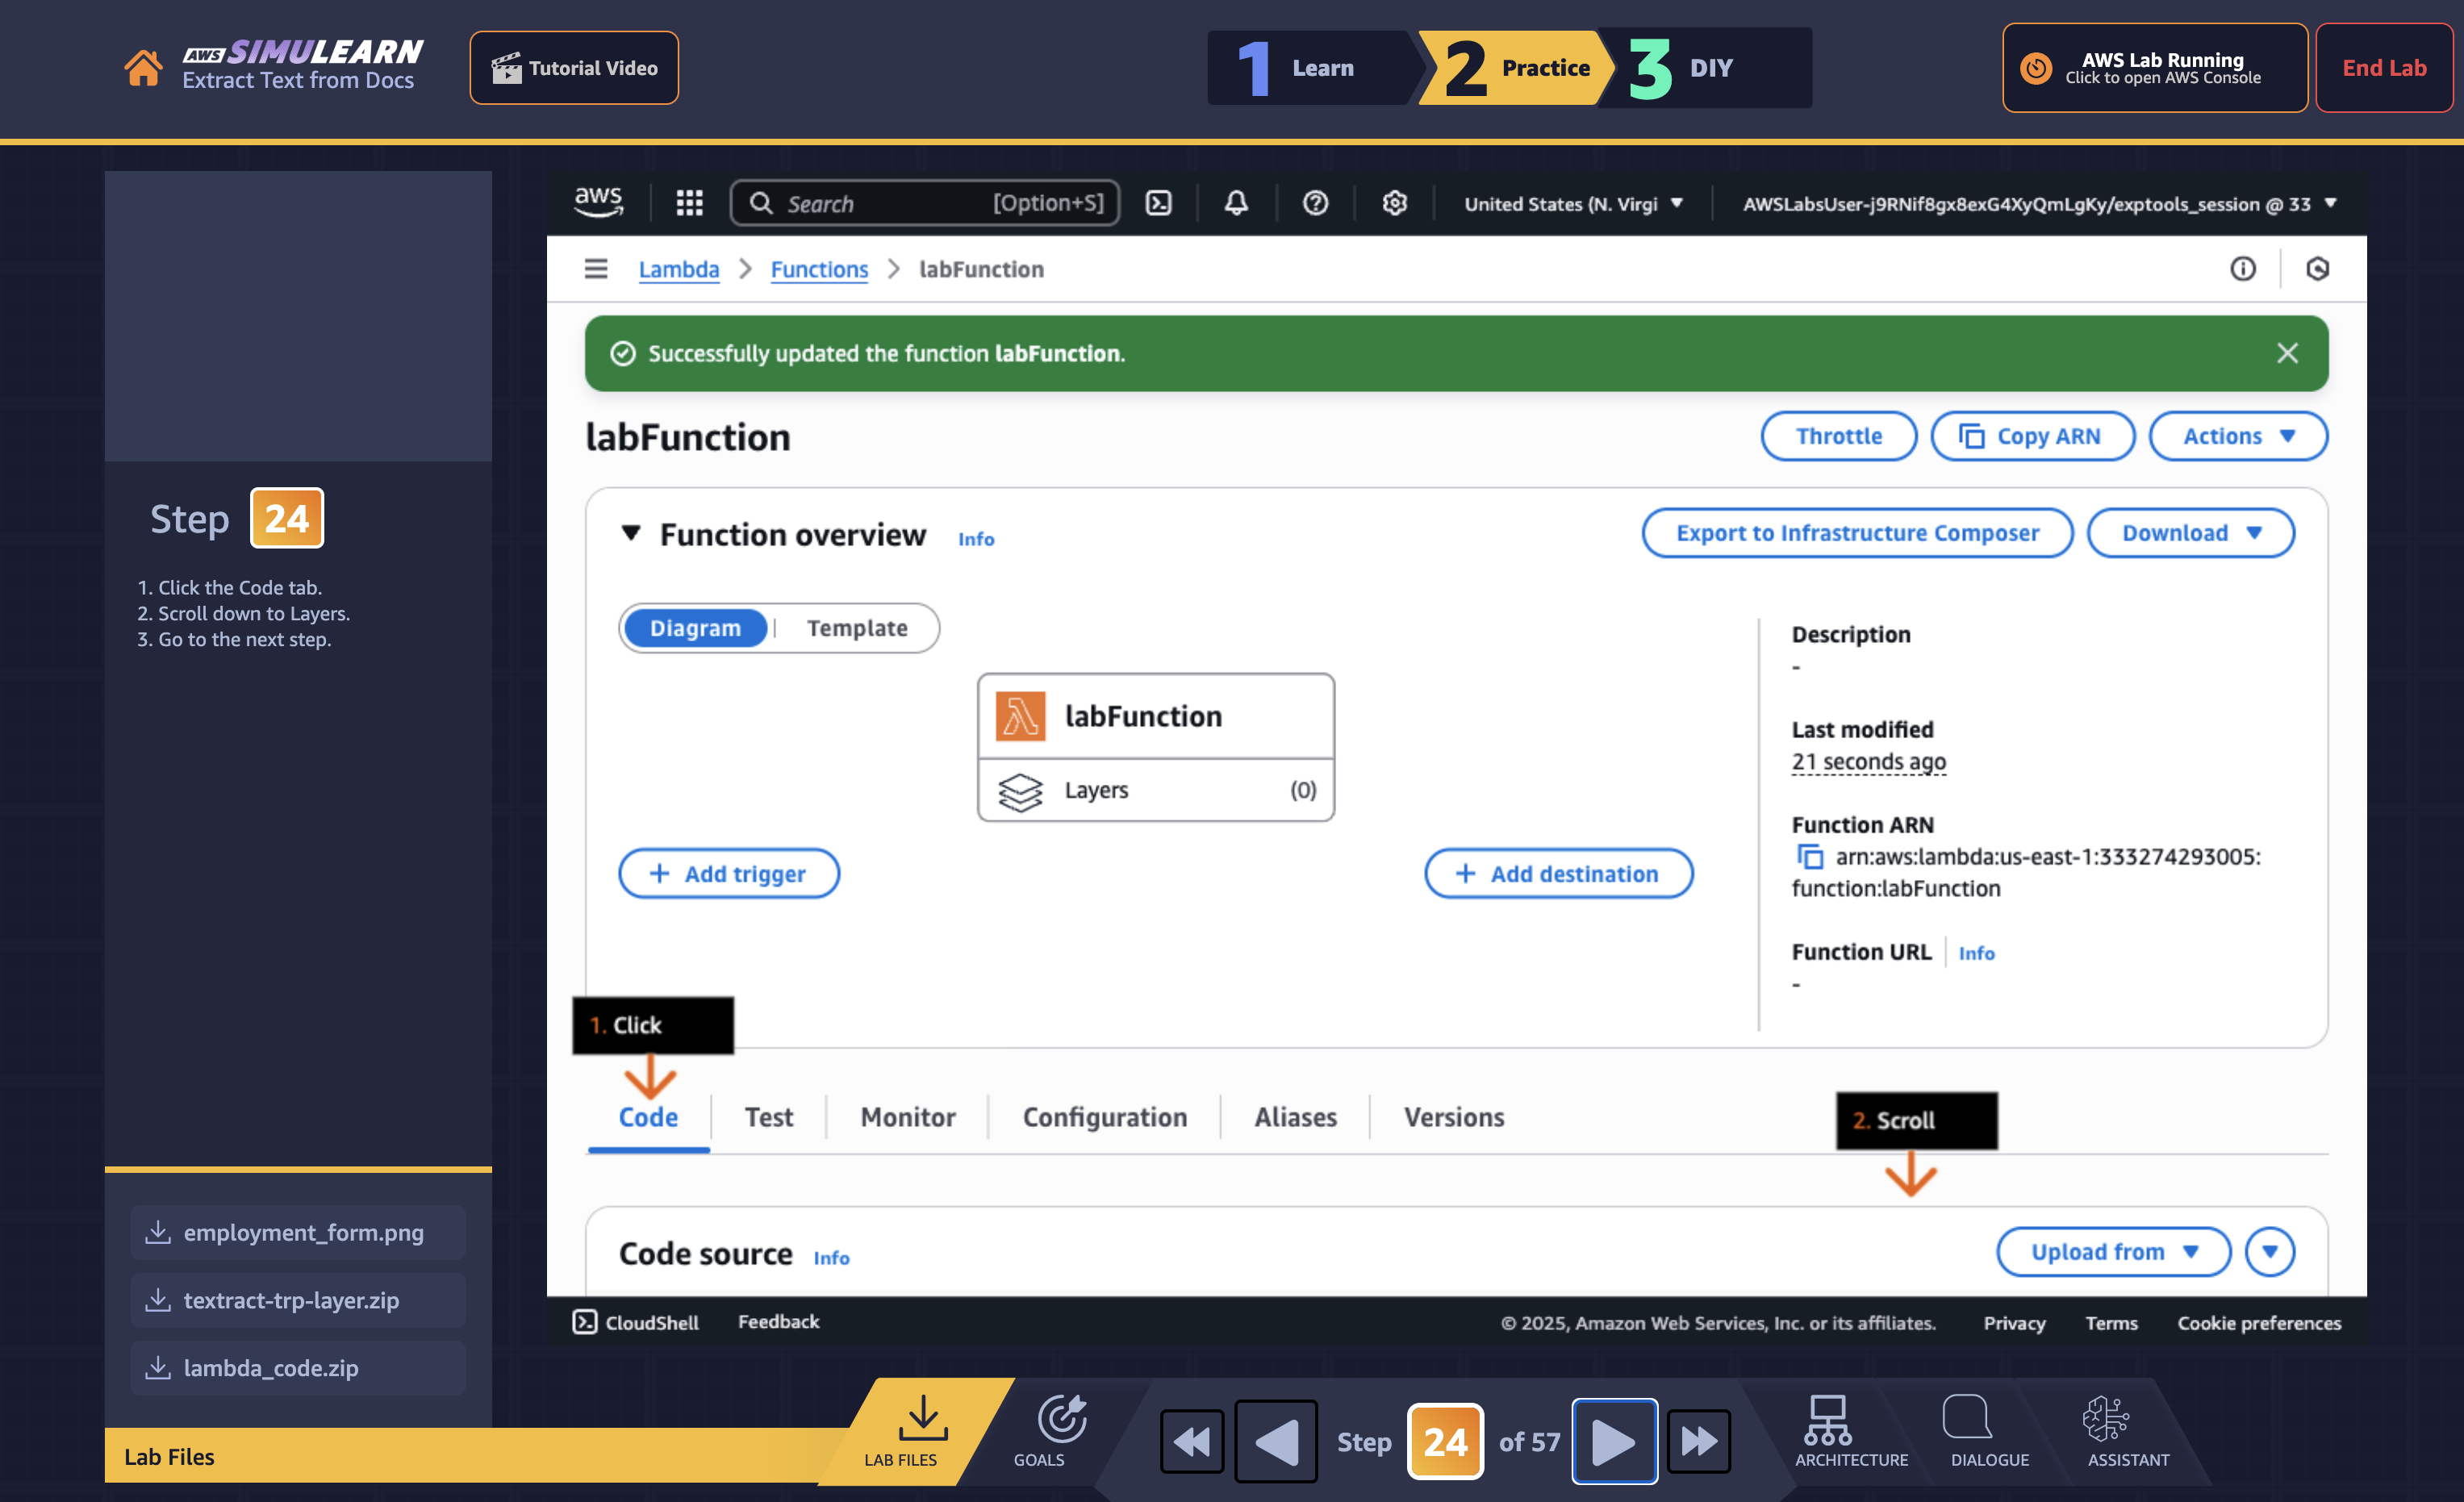 aws SIMULEARN
Extract Text from Docs
Tutorial Video
1 Learn
2 Practice
3 DIY
AWS Lab Running
Click to open AWS Console
End Lab
Step 24
1. Click the Code tab.
2. Scroll down to Layers.
3. Go to the next step.
employment_form.png
textract-trp-layer.zip
lambda_code.zip
Lab Files
aws
Search [Option+S]
United States (N. Virgi
AWSLabsUser-j9RNif8gx8exG4XyQmLgKy/exptools_session @ 33
Lambda
Functions
labFunction
Successfully updated the function labFunction.
labFunction
Throttle
Copy ARN
Actions
Function overview Info
Export to Infrastructure Composer
Download
Diagram | Template
labFunction
Layers (0)
+ Add trigger
+ Add destination
Description
-
Last modified
21 seconds ago
Function ARN
arn:aws:lambda:us-east-1:333274293005:
function:labFunction
Function URL Info
-
1. Click
Code
Test
Monitor
Configuration
Aliases
Versions
2. Scroll
Code source Info
Upload from
CloudShell
Feedback
© 2025, Amazon Web Services, Inc. or its affiliates.
Privacy
Terms
Cookie preferences
LAB FILES
GOALS
Step 24 of 57
ARCHITECTURE
DIALOGUE
ASSISTANT